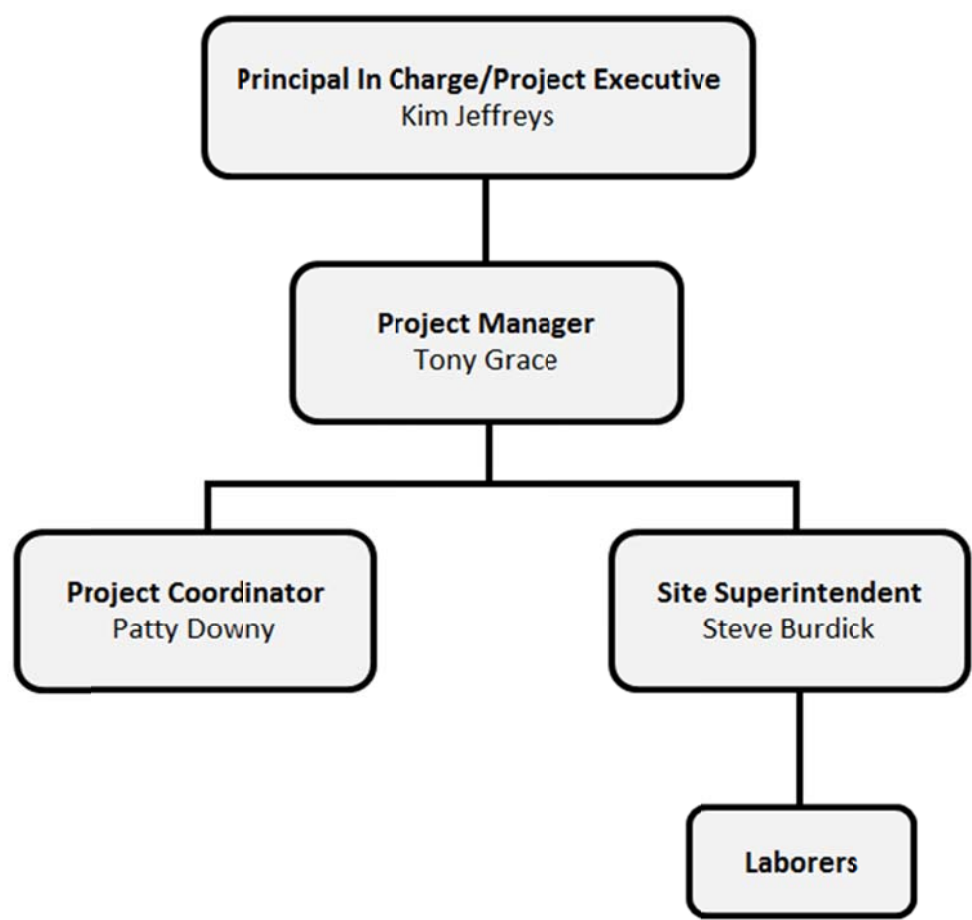 Principal In Charge/Project Executive
Kim Jeffreys
Project Manager
Tony Grace
Project Coordinator
Patty Downy
Site Superintendent
Steve Burdick
Laborers